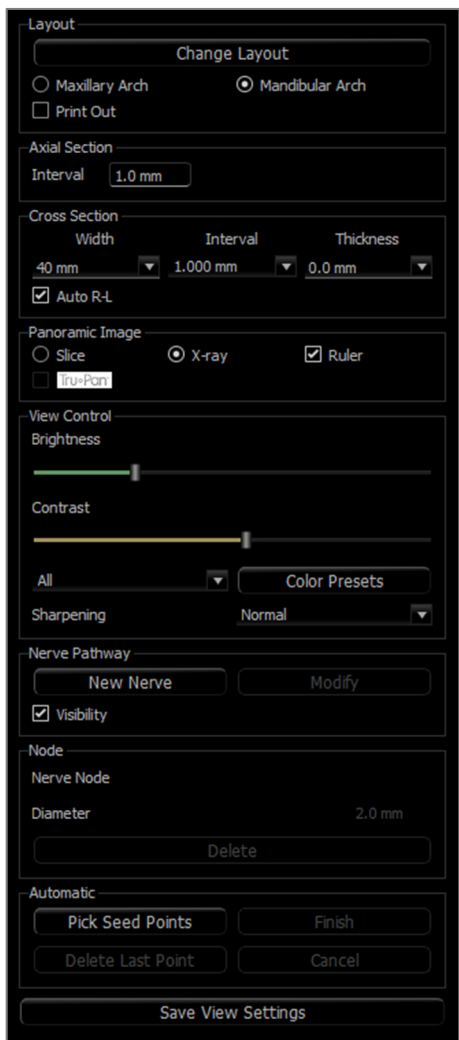 Layout
Change Layout
Maxillary Arch Mandibular Arch
Print Out
Axial Section
Interval 1.0 mm
Cross Section
Width Interval Thickness
40 mm 1.000 mm 0.0 mm
Auto R-L
Panoramic Image
Slice X-ray Ruler
Tru•Pan
View Control
Brightness
Contrast
All Color Presets
Sharpening Normal
Nerve Pathway
New Nerve Modify
Visibility
Node
Nerve Node
Diameter 2.0 mm
Delete
Automatic
Pick Seed Points Finish
Delete Last Point Cancel
Save View Settings